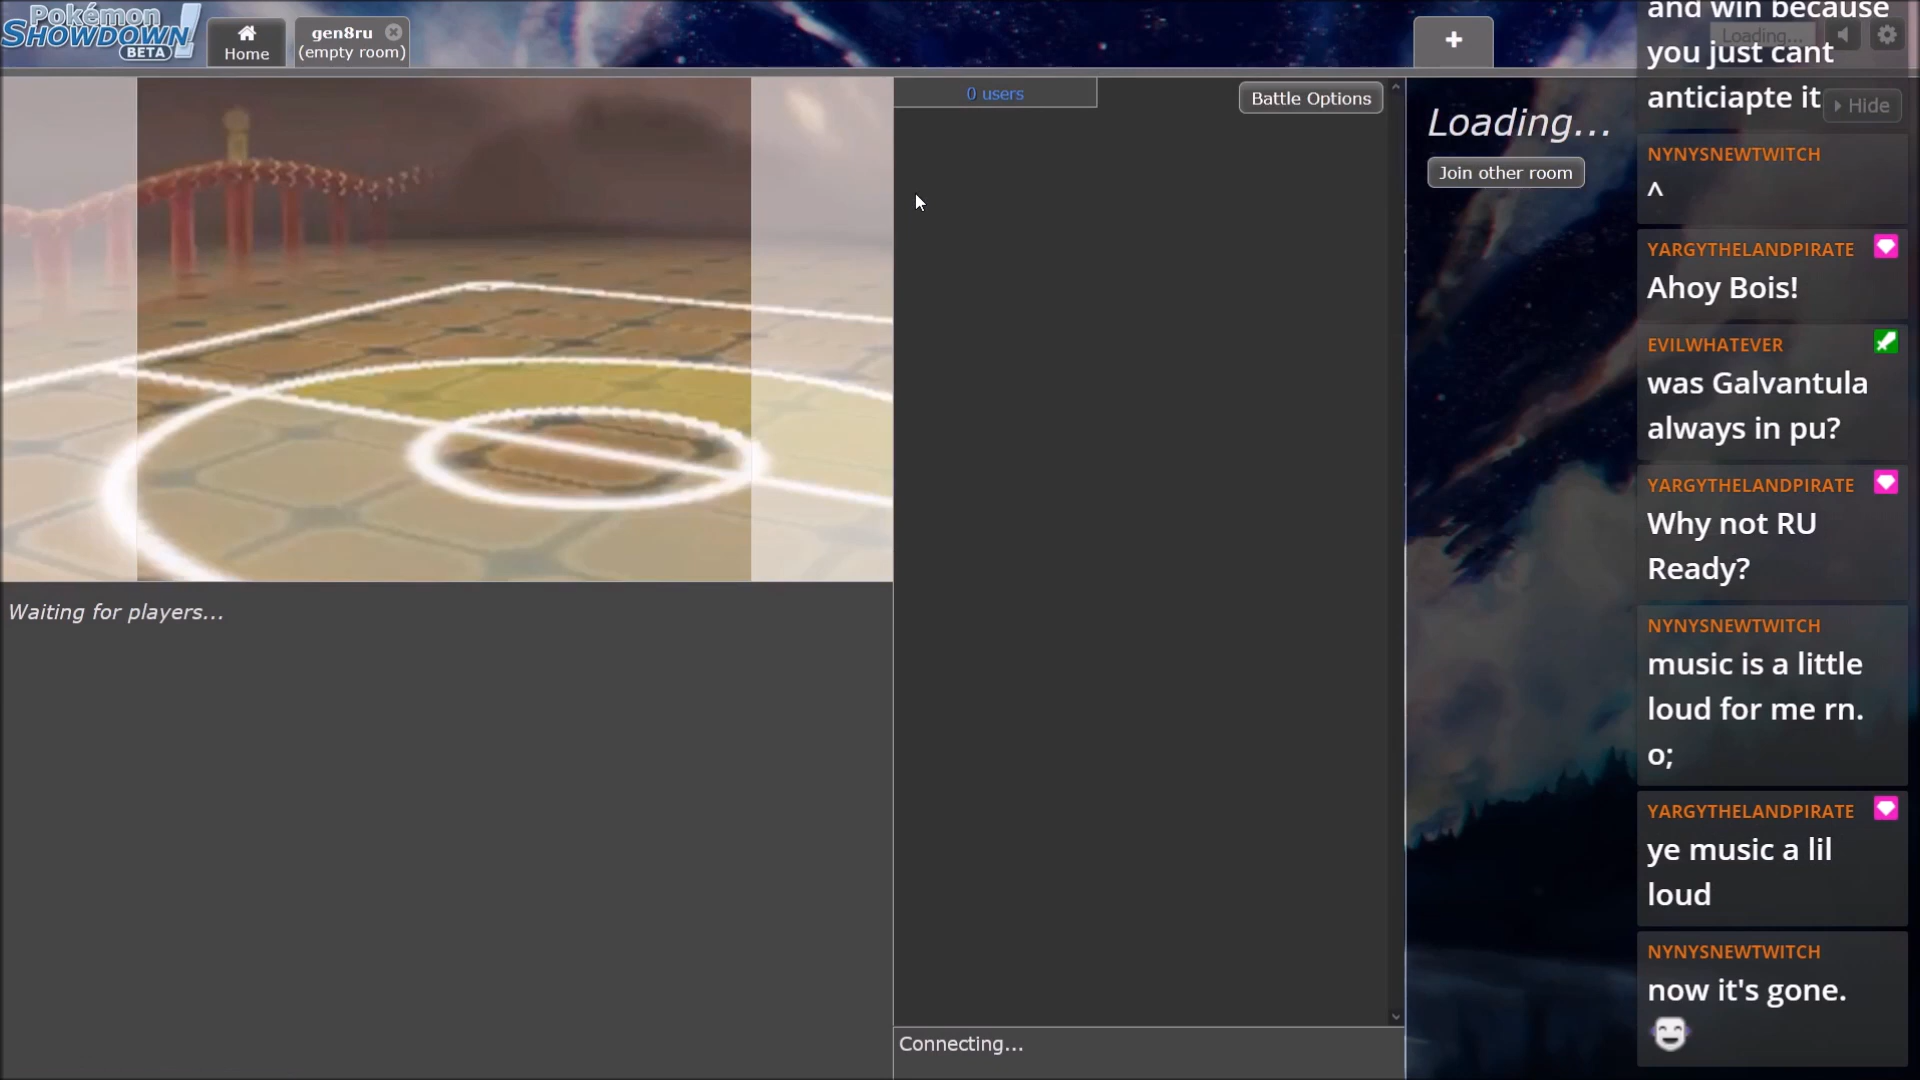 Pokémon
SHOWDOWN!
BETA
Home
gen8ru
(empty room)
+
Loading...
0 users
Battle Options
Waiting for players...
Connecting...
Loading...
Join other room
Hide
and win because
you just cant
anticiapte it
NYNYSNEWTWITCH
^
YARGYTHELANDPIRATE
Ahoy Bois!
EVILWHATEVER
was Galvantula
always in pu?
YARGYTHELANDPIRATE
Why not RU
Ready?
NYNYSNEWTWITCH
music is a little
loud for me rn.
o;
YARGYTHELANDPIRATE
ye music a lil
loud
NYNYSNEWTWITCH
now it's gone.